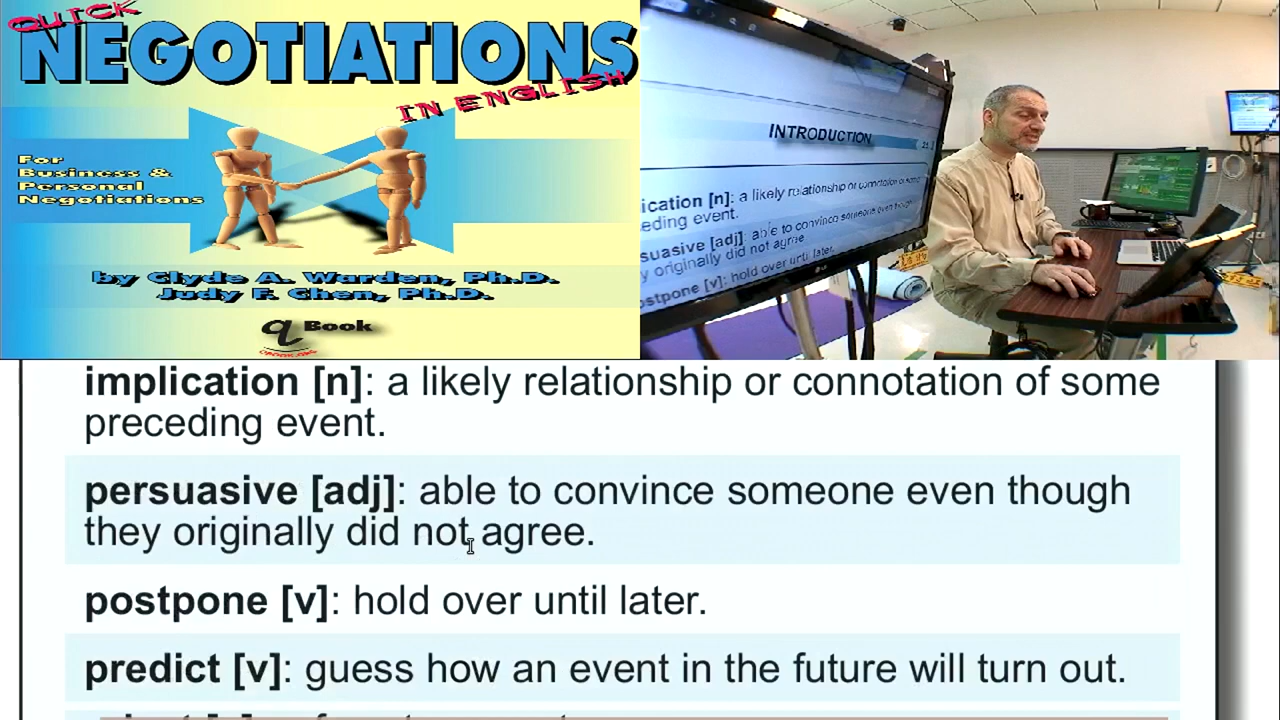 QUICK
NEGOTIATIONS
IN ENGLISH
For
Business &
Personal
Negotiations
by Clyde A. Warden, Ph.D.
Judy F. Chen, Ph.D.
q Book
INTRODUCTION
ication [n]: a likely relationship or connotation of some
eding event.
suasive [adj]: able to convince someone even though
y originally did not agree
ostpone [v]: hold over until later.
implication [n]: a likely relationship or connotation of some
preceding event.
persuasive [adj]: able to convince someone even though
they originally did not agree.
postpone [v]: hold over until later.
predict [v]: guess how an event in the future will turn out.